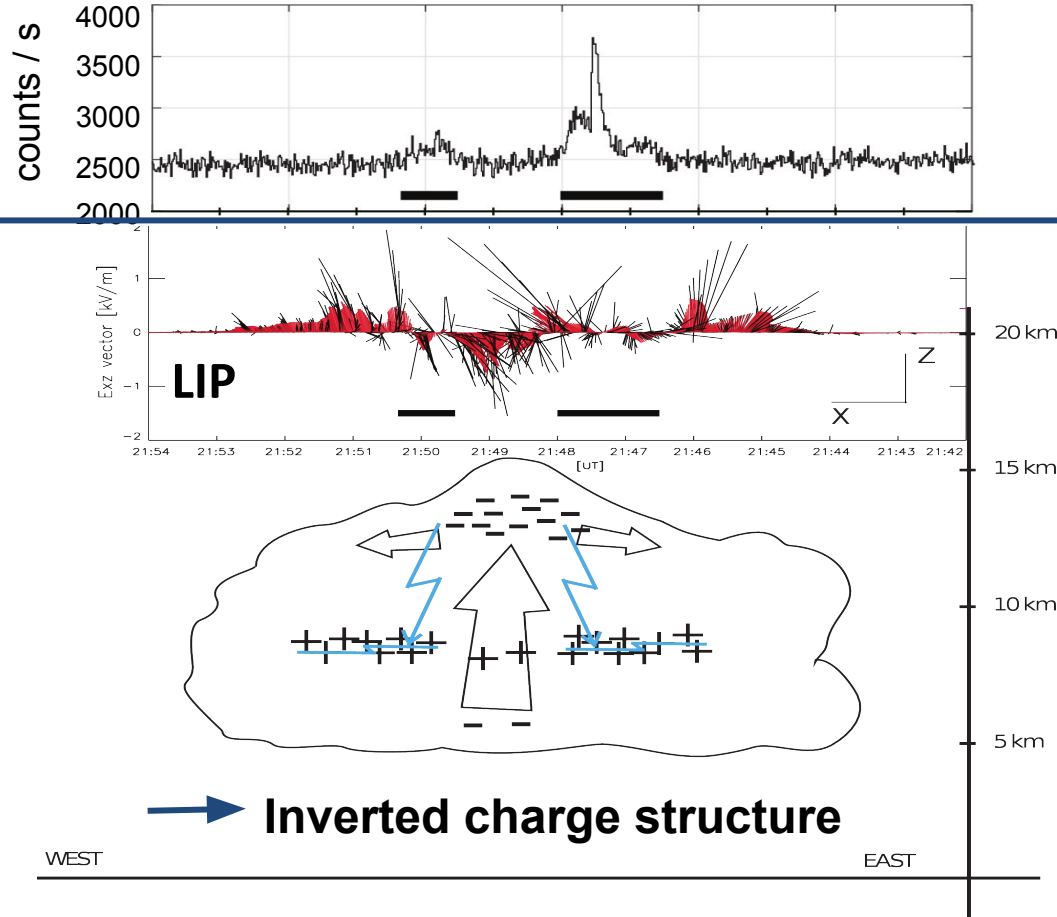 counts / s
4000
3500
3000
2500
2000
Exz vector [kV/m]
2
1
0
−1
−2
LIP
Z
X
21:54 21:53 21:52 21:51 21:50 21:49 21:48 21:47 21:46 21:45 21:44 21:43 21:42
[UT]
20 km
15 km
10 km
5 km
Inverted charge structure
WEST
EAST